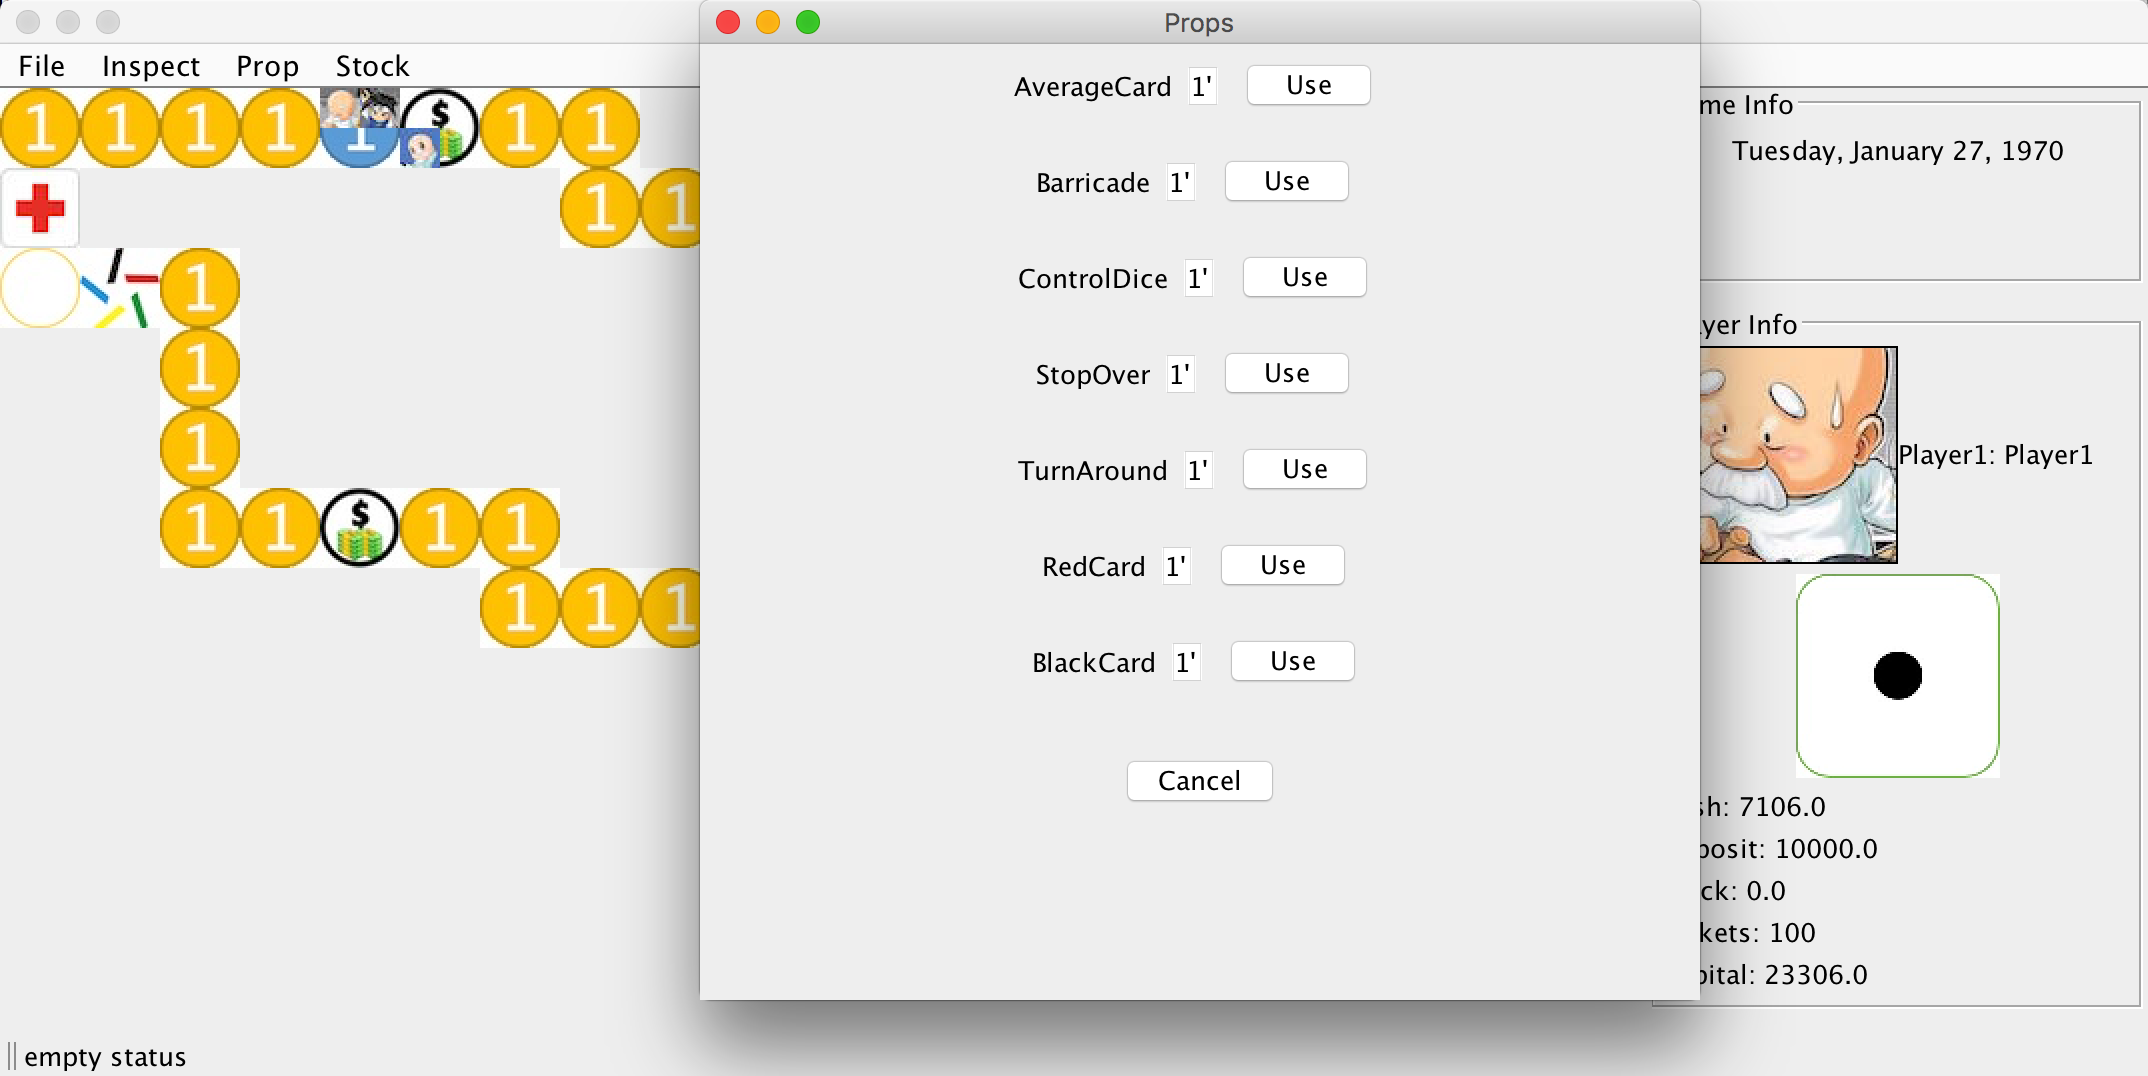 Props
File Inspect Prop Stock
1 1 1 1 1 $ 1 1
1 1
1
1
1
1 1 $ 1 1
1 1 1
AverageCard 1' Use
Barricade 1' Use
ControlDice 1' Use
StopOver 1' Use
TurnAround 1' Use
RedCard 1' Use
BlackCard 1' Use
Cancel
me Info
Tuesday, January 27, 1970
yer Info
Player1: Player1
sh: 7106.0
posit: 10000.0
ck: 0.0
kets: 100
pital: 23306.0
empty status